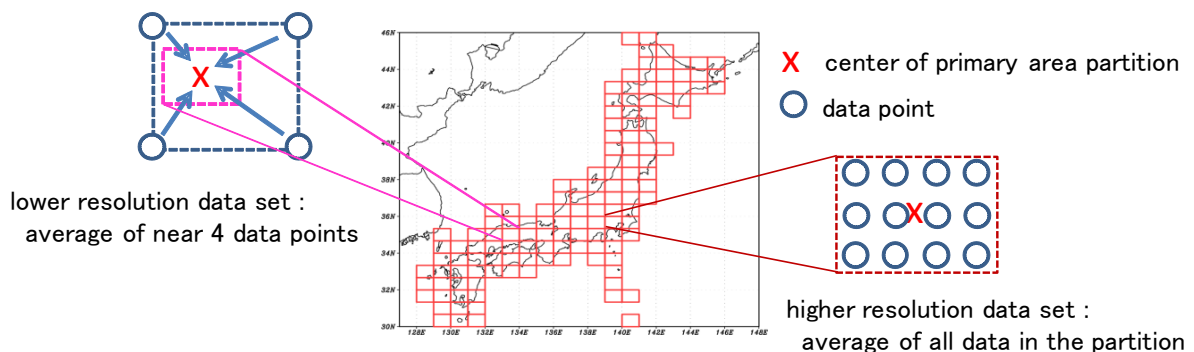 X
lower resolution data set :
average of near 4 data points
46N
44N
42N
40N
38N
36N
34N
32N
30N
128E 130E 132E 134E 136E 138E 140E 142E 144E 146E 148E
X center of primary area partition
data point
X
higher resolution data set :
average of all data in the partition